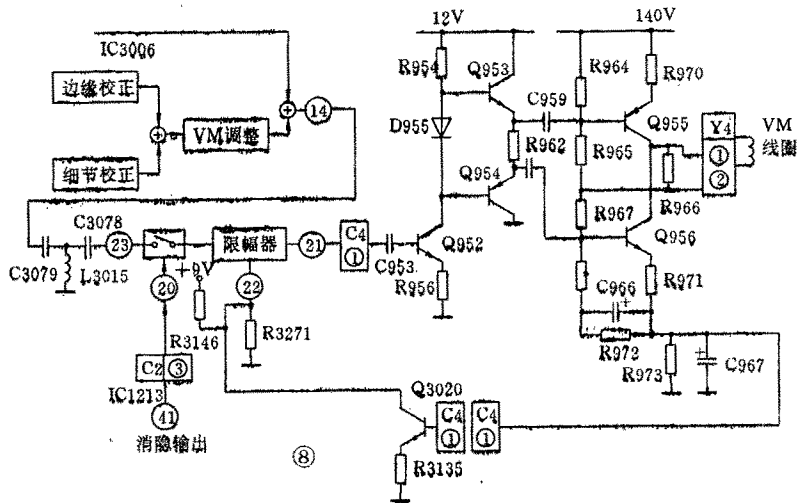 12V
140V
IC3006
R954
Q953
R964
R970
边缘校正
14
C959
VM调整
D955
R962
Q955
Y4
VM
线圈
①
②
细节校正
Q954
R965
R966
R967
C3078
23
限幅器
21
C4
①
Q952
Q956
C3079
L3015
+9V
C953
R956
C966
+
R971
20
22
R3146
R3271
R972
R973
+
C967
C2
③
IC1213
41
消隐输出
Q3020
C4
①
C4
①
⑧
R3135